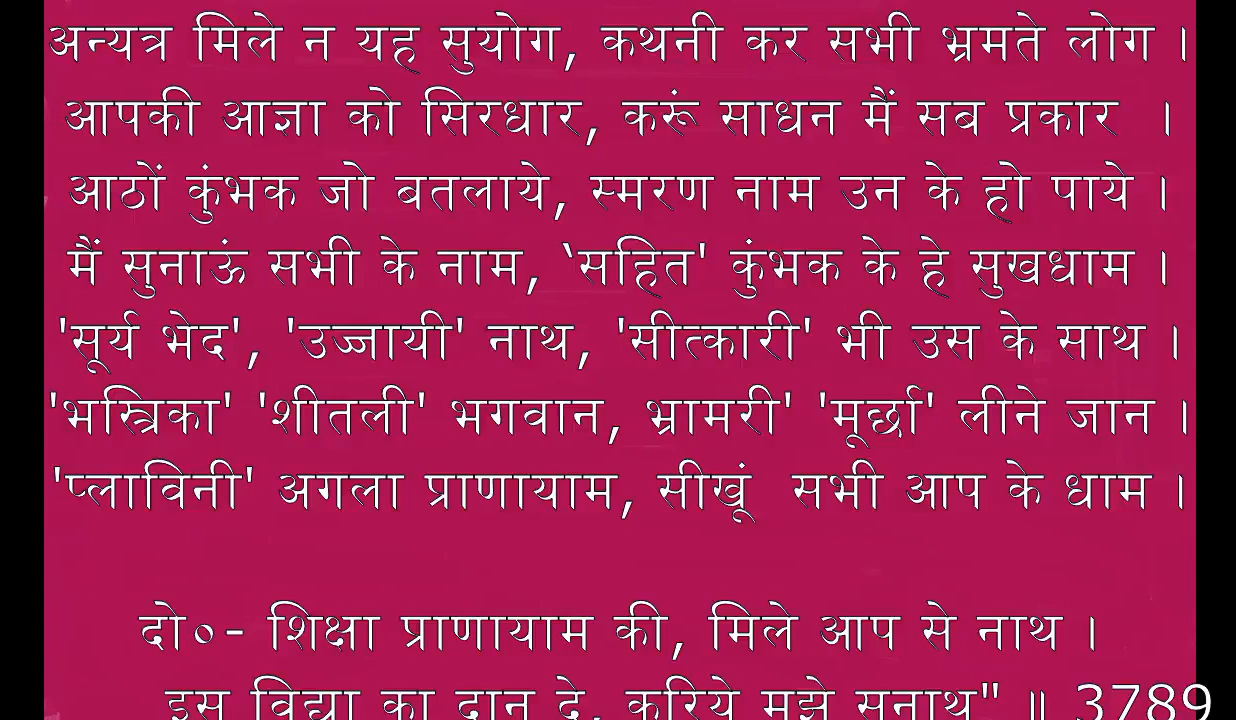 अन्यत्र मिले न यह सुयोग, कथनी कर सभी भ्रमते लोग ।
आपकी आज्ञा को सिरधार, करूं साधन मैं सब प्रकार ।
आठों कुंभक जो बतलाये, स्मरण नाम उन के हो पाये ।
मैं सुनाऊं सभी के नाम, ‘सहित' कुंभक के हे सुखधाम ।
'सूर्य भेद', 'उज्जायी' नाथ, 'सीत्कारी' भी उस के साथ ।
'भस्त्रिका' 'शीतली' भगवान, भ्रामरी' 'मूर्छा' लीने जान ।
'प्लाविनी' अगला प्राणायाम, सीखूं सभी आप के धाम ।
दो०- शिक्षा प्राणायाम की, मिले आप से नाथ ।
इस विद्या का दान दे, करिये मुझे सनाथ" ॥ 3789